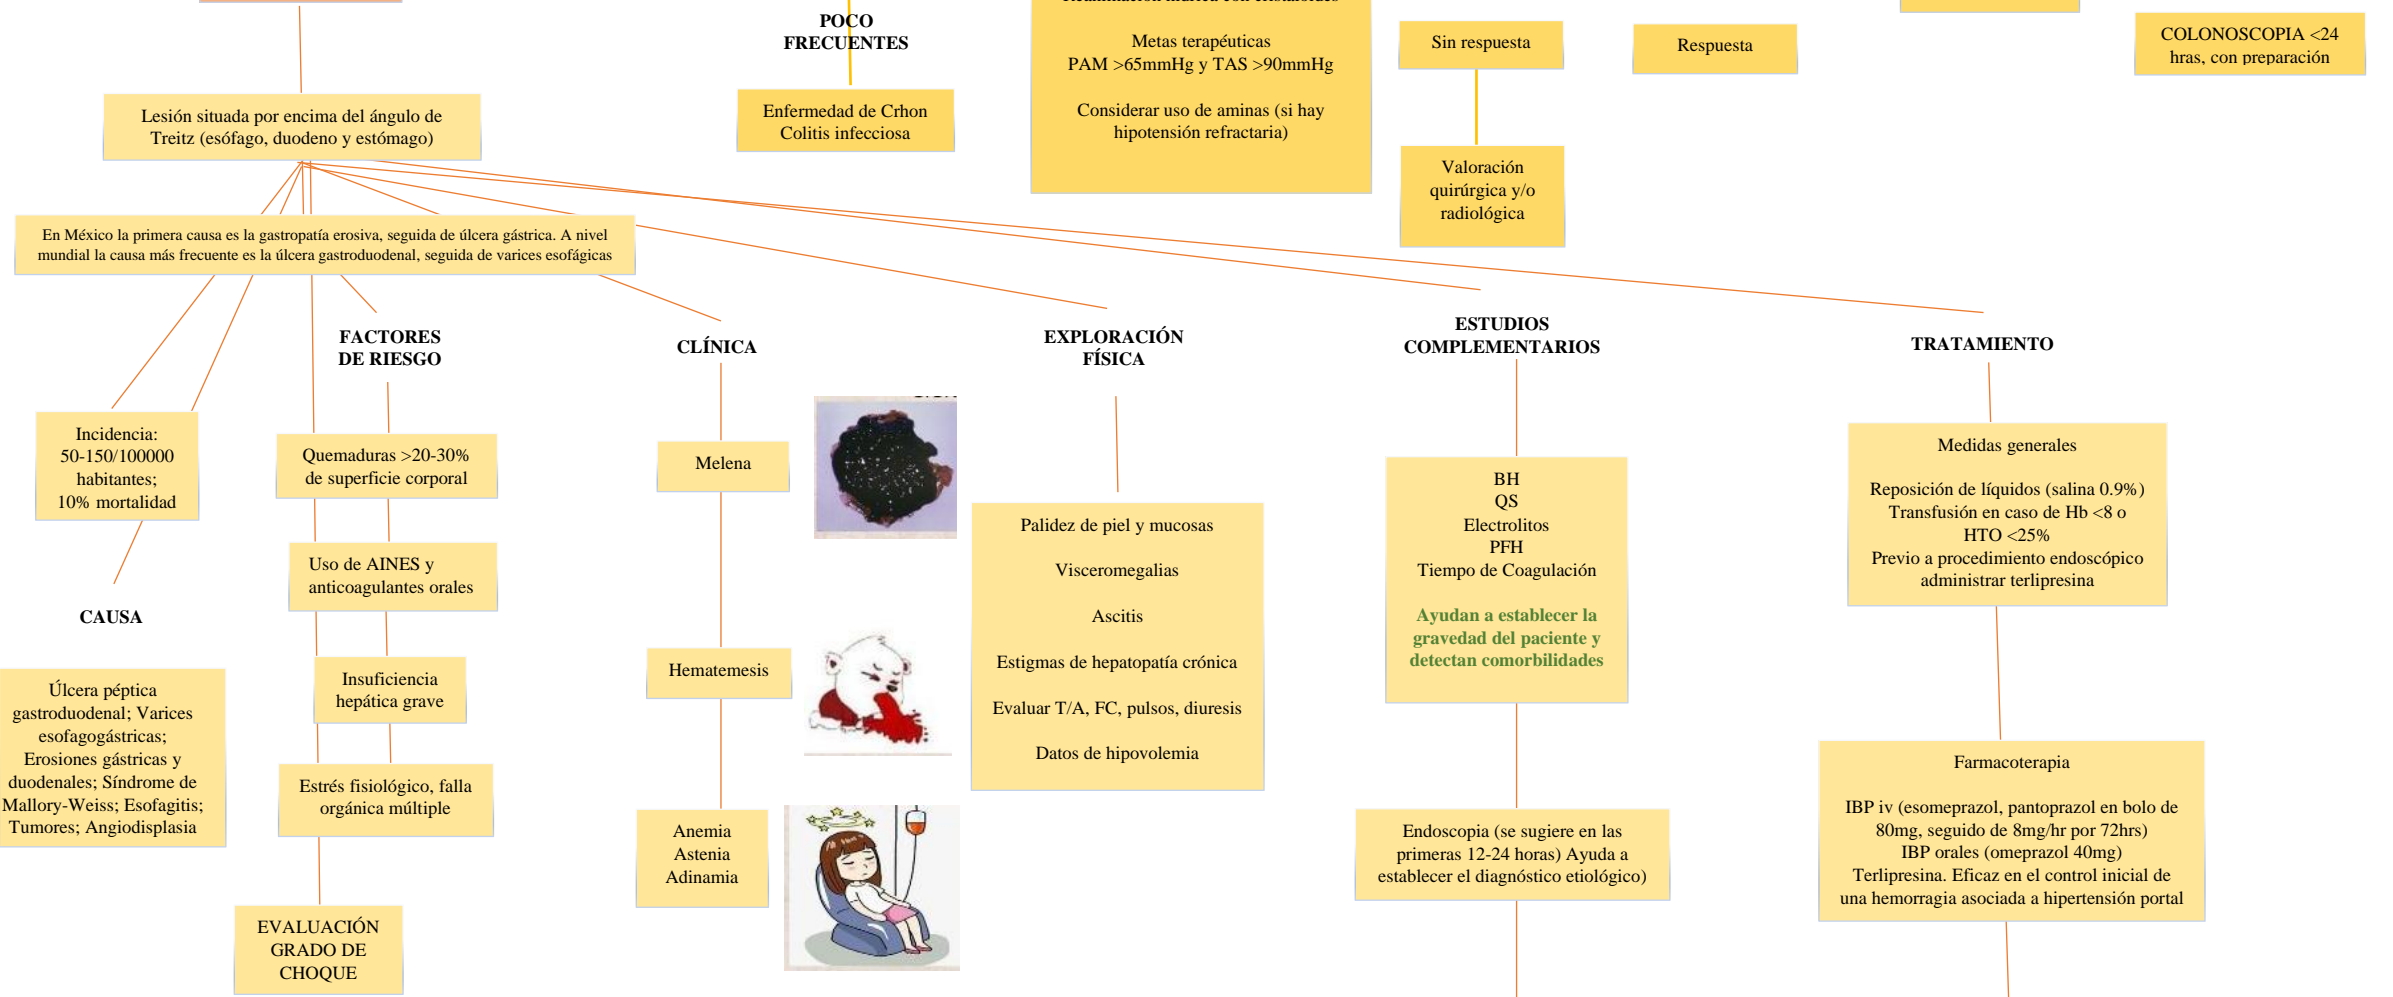 POCO
FRECUENTES
Enfermedad de Crhon
Colitis infecciosa
Metas terapéuticas
PAM >65mmHg y TAS >90mmHg
Considerar uso de aminas (si hay
hipotensión refractaria)
Sin respuesta
Respuesta
COLONOSCOPIA <24
hras, con preparación
Valoración
quirúrgica y/o
radiológica
Lesión situada por encima del ángulo de
Treitz (esófago, duodeno y estómago)
En México la primera causa es la gastropatía erosiva, seguida de úlcera gástrica. A nivel
mundial la causa más frecuente es la úlcera gastroduodenal, seguida de varices esofágicas
Incidencia:
50-150/100000
habitantes;
10% mortalidad
CAUSA
Úlcera péptica
gastroduodenal; Varices
esofagogástricas;
Erosiones gástricas y
duodenales; Síndrome de
Mallory-Weiss; Esofagitis;
Tumores; Angiodisplasia
FACTORES
DE RIESGO
Quemaduras >20-30%
de superficie corporal
Uso de AINES y
anticoagulantes orales
Insuficiencia
hepática grave
Estrés fisiológico, falla
orgánica múltiple
EVALUACIÓN
GRADO DE
CHOQUE
CLÍNICA
Melena
Hematemesis
Anemia
Astenia
Adinamia
EXPLORACIÓN
FÍSICA
Palidez de piel y mucosas
Visceromegalias
Ascitis
Estigmas de hepatopatía crónica
Evaluar T/A, FC, pulsos, diuresis
Datos de hipovolemia
ESTUDIOS
COMPLEMENTARIOS
BH
QS
Electrolitos
PFH
Tiempo de Coagulación
Ayudan a establecer la
gravedad del paciente y
detectan comorbilidades
Endoscopia (se sugiere en las
primeras 12-24 horas) Ayuda a
establecer el diagnóstico etiológico)
TRATAMIENTO
Medidas generales
Reposición de líquidos (salina 0.9%)
Transfusión en caso de Hb <8 o
HTO <25%
Previo a procedimiento endoscópico
administrar terlipresina
Farmacoterapia
IBP iv (esomeprazol, pantoprazol en bolo de
80mg, seguido de 8mg/hr por 72hrs)
IBP orales (omeprazol 40mg)
Terlipresina. Eficaz en el control inicial de
una hemorragia asociada a hipertensión portal